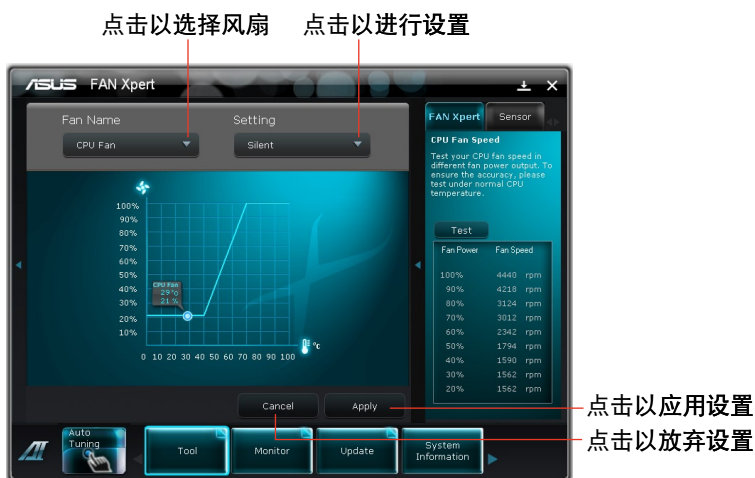 点击以选择风扇 点击以进行设置
ASUS FAN Xpert
Fan Name Setting
CPU Fan Silent
100%
90%
80%
70%
60%
50%
40%
30%
20%
10%
CPU Fan
29°c
21 %
°c
0 10 20 30 40 50 60 70 80 90 100
Cancel Apply
FAN Xpert Sensor
CPU Fan Speed
Test your CPU fan speed in
different fan power output. To
ensure the accuracy, please
test under normal CPU
temperature.
Test
Fan Power Fan Speed
100% 4440 rpm
90% 4218 rpm
80% 3124 rpm
70% 3012 rpm
60% 2342 rpm
50% 1794 rpm
40% 1590 rpm
30% 1562 rpm
20% 1562 rpm
点击以应用设置
点击以放弃设置
Auto
Tuning
Tool
Monitor
Update
System
Information